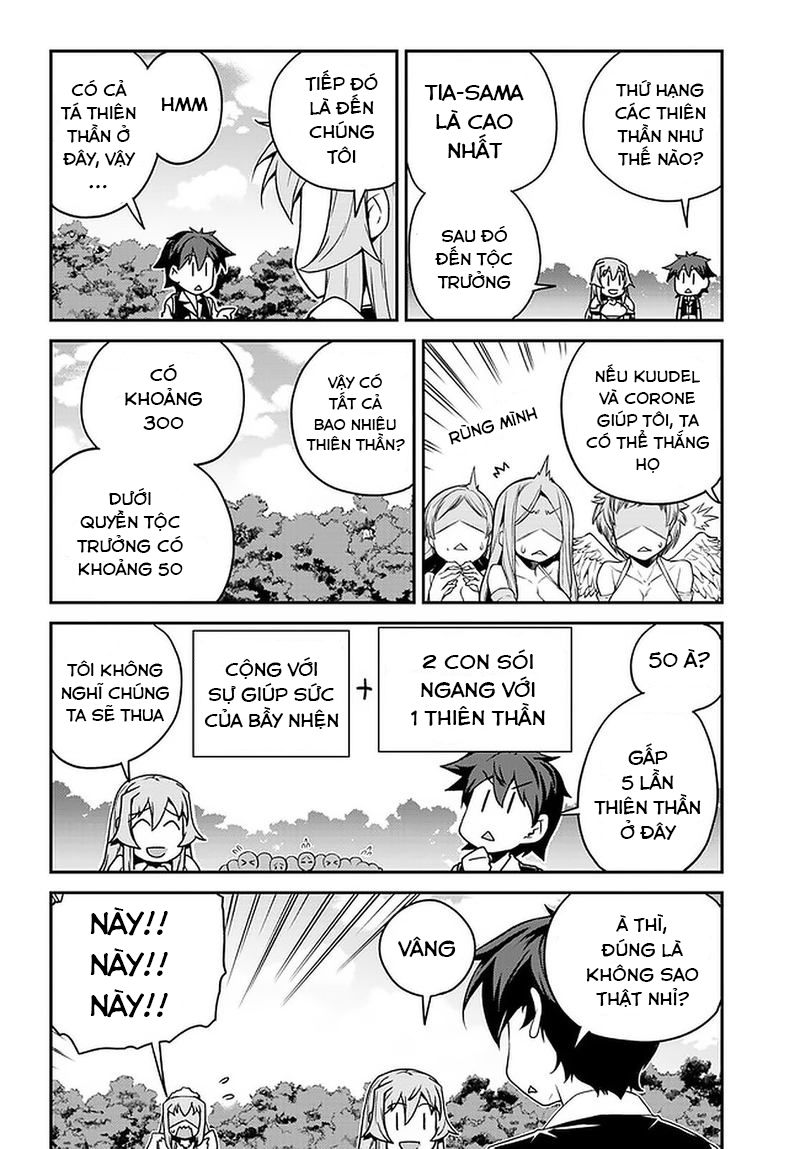 THỨ HẠNG
CÁC THIÊN
THẦN NHƯ
THẾ NÀO?
TIA-SAMA
LÀ CAO
NHẤT
SAU ĐÓ
ĐẾN TỘC
TRƯỞNG
TIẾP ĐÓ
LÀ ĐẾN
CHÚNG
TÔI
HMM
CÓ CẢ
TÁ THIÊN
THẦN Ở
ĐÂY, VẬY
...
NẾU KUUDEL
VÀ CORONE
GIÚP TÔI, TA
CÓ THỂ THẮNG
HỌ
RÙNG MÌNH
VẬY CÓ
TẤT CẢ
BAO NHIÊU
THIÊN THẦN?
CÓ
KHOẢNG
300
DƯỚI
QUYỀN TỘC
TRƯỞNG CÓ
KHOẢNG 50
50 À?
GẤP
5 LẦN
THIÊN THẦN
Ở ĐÂY
2 CON SÓI
NGANG VỚI
1 THIÊN THẦN
+
CỘNG VỚI
SỰ GIÚP SỨC
CỦA BẦY NHỆN
TÔI KHÔNG
NGHĨ CHÚNG
TA SẼ THUA
À THÌ,
ĐÚNG LÀ
KHÔNG SAO
THẬT NHỈ?
VÂNG
NÀY!!
NÀY!!
NÀY!!